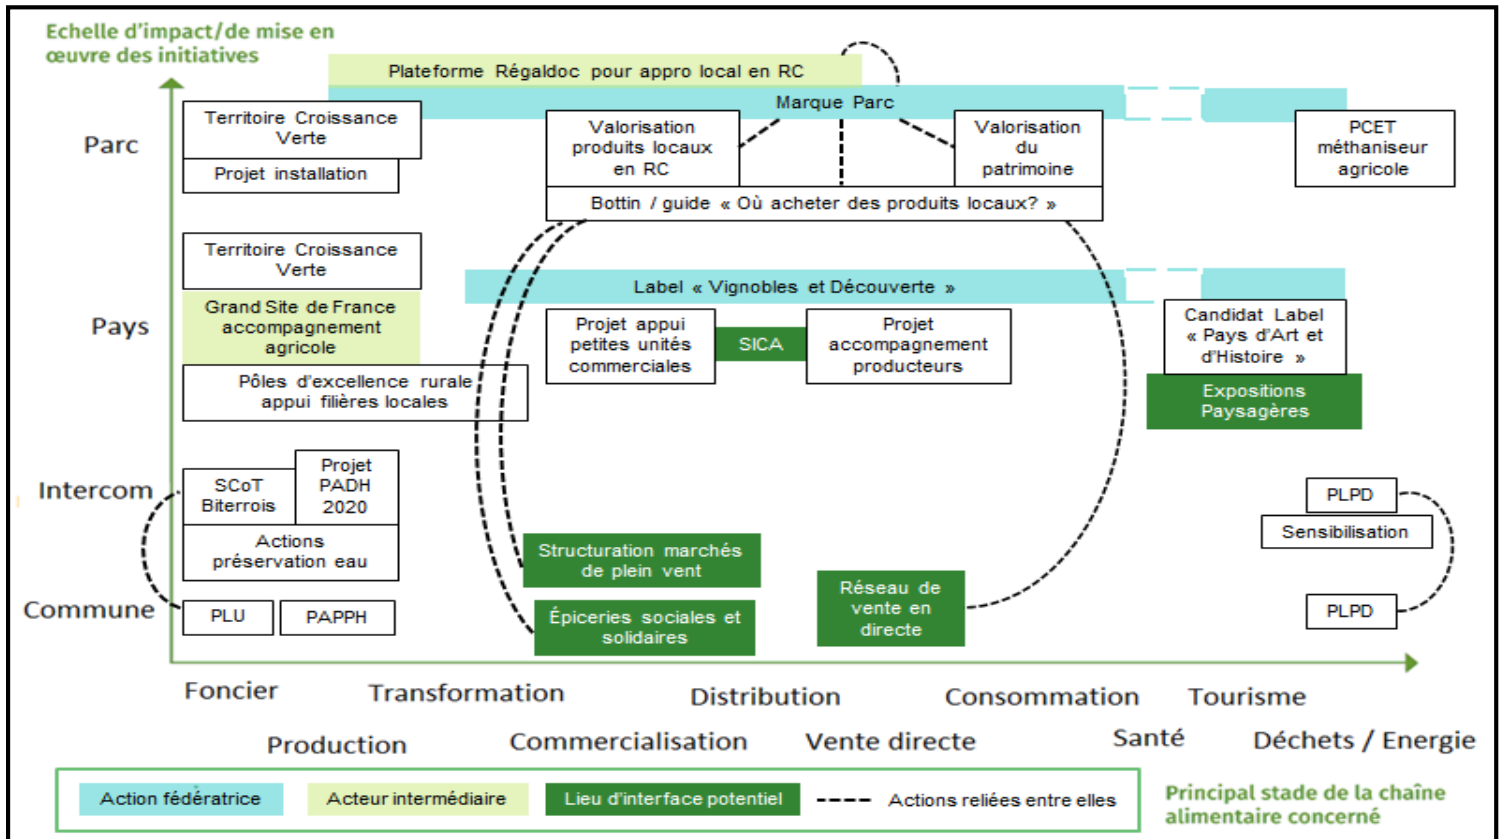 Echelle d'impact/de mise en
œuvre des initiatives
Plateforme Régaldoc pour appro local en RC
Marque Parc
Parc
Territoire Croissance
Verte
Projet installation
Valorisation
produits locaux
en RC
Valorisation
du
patrimoine
PCET
méthaniseur
agricole
Bottin / guide « Où acheter des produits locaux? »
Territoire Croissance
Verte
Label « Vignobles et Découverte »
Pays
Grand Site de France
accompagnement
agricole
Projet appui
petites unités
commerciales
SICA
Projet
accompagnement
producteurs
Candidat Label
« Pays d'Art et
d'Histoire »
Pôles d'excellence rurale
appui filières locales
Expositions
Paysagères
Intercom
SCoT
Biterrois
Projet
PADH
2020
PLPD
Sensibilisation
Actions
préservation eau
Structuration marchés
de plein vent
Commune
PLU
PAPPH
Épiceries sociales et
solidaires
Réseau de
vente en
directe
PLPD
Foncier
Transformation
Distribution
Consommation
Tourisme
Production
Commercialisation
Vente directe
Santé
Déchets / Energie
Action fédératrice
Acteur intermédiaire
Lieu d'interface potentiel
Actions reliées entre elles
Principal stade de la chaîne
alimentaire concerné